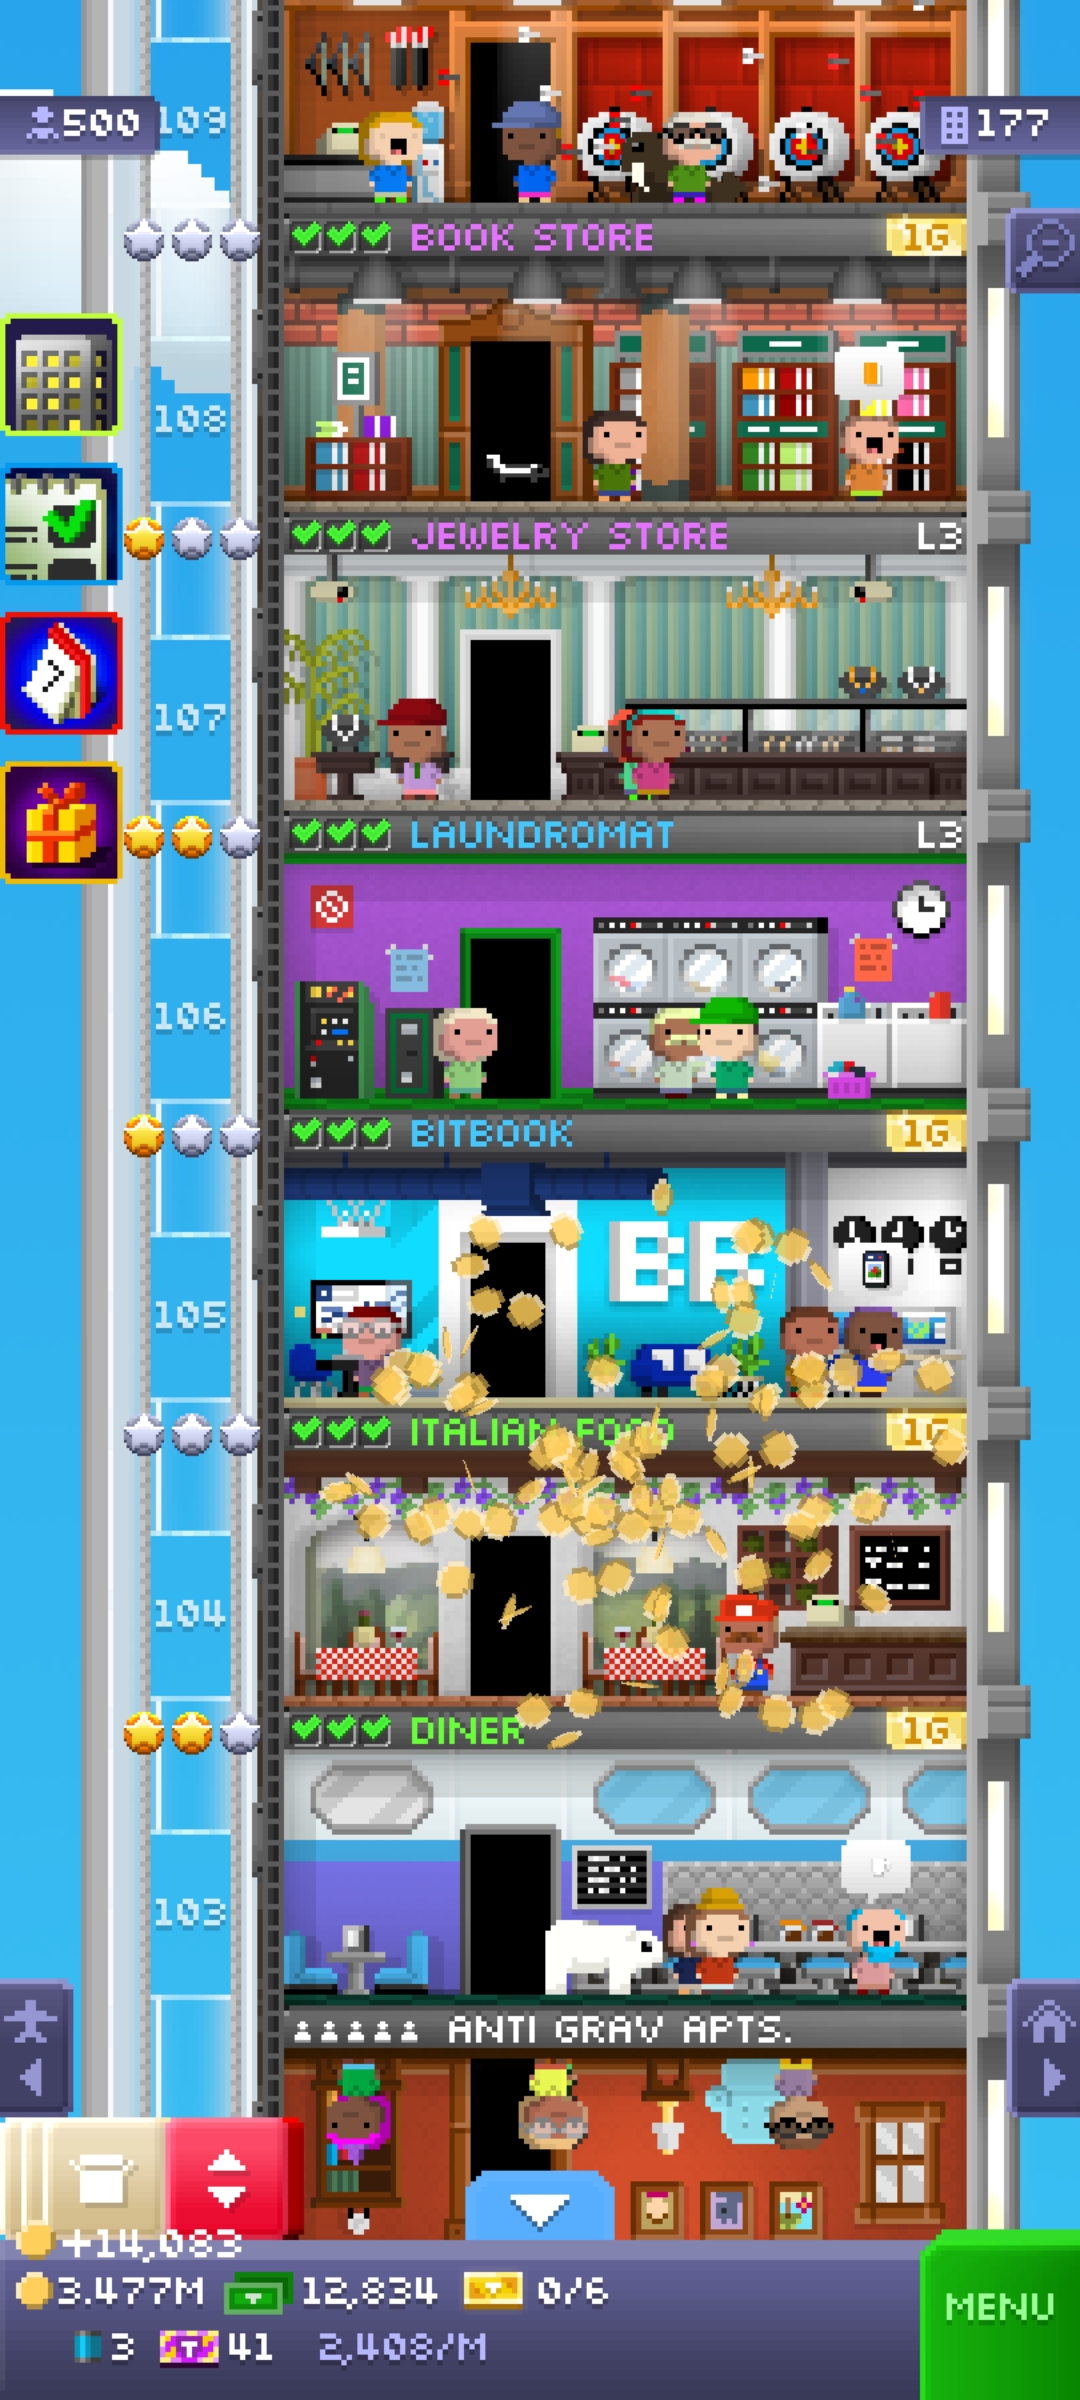 500
109
177
BOOK STORE 1G
108
JEWELRY STORE L3
107
LAUNDROMAT L3
106
BITBOOK 1G
BB
105
ITALIAN FOOD 1G
104
DINER 1G
103
ANTI GRAV APTS.
+14,083
3.477M 12,834 0/6
MENU
3 41 2,408/M